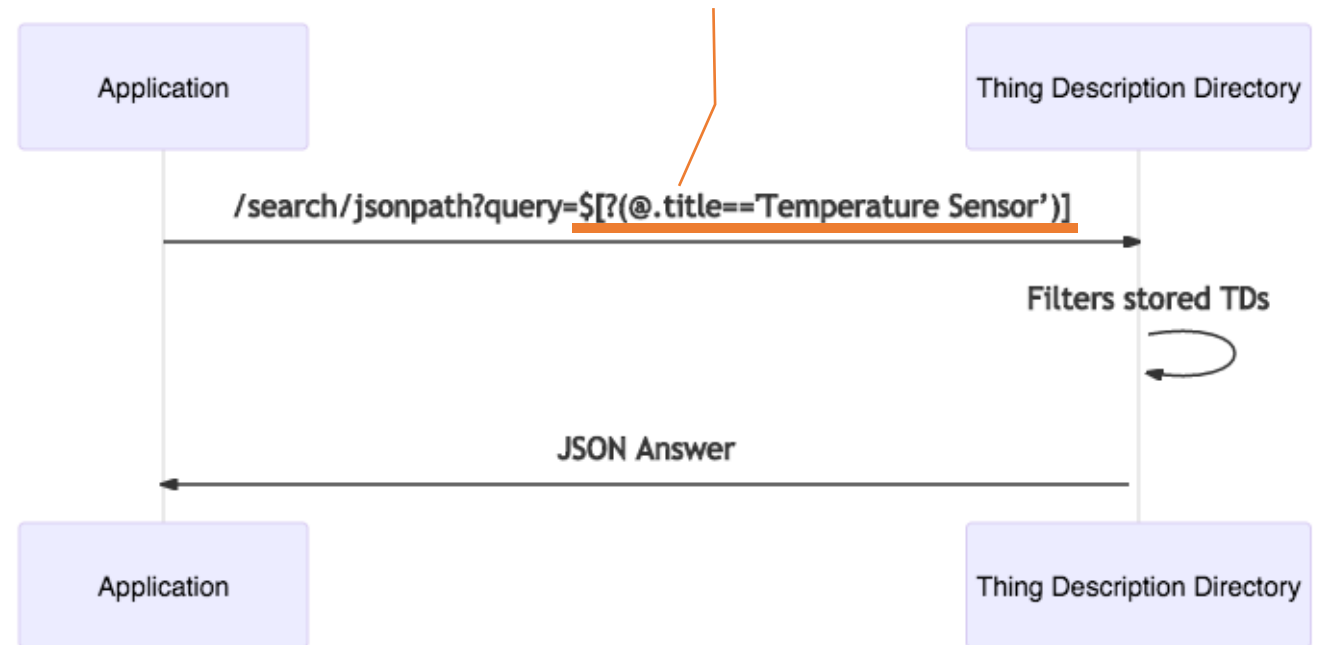 Application
Thing Description Directory
/search/jsonpath?query=$[?(@.title=='Temperature Sensor’)]
Filters stored TDs
JSON Answer
Application
Thing Description Directory